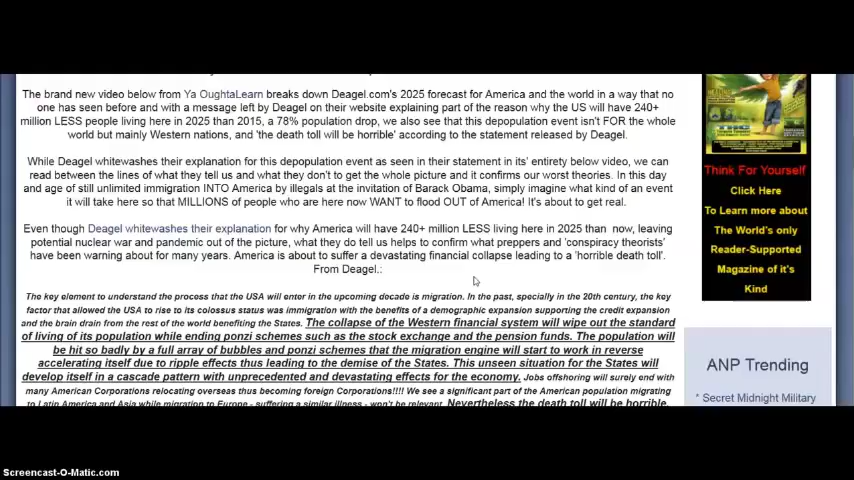 The brand new video below from Ya OughtaLearn breaks down Deagel.com's 2025 forecast for America and the world in a way that no
one has seen before and with a message left by Deagel on their website explaining part of the reason why the US will have 240+
million LESS people living here in 2025 than 2015, a 78% population drop, we also see that this depopulation event isn't FOR the whole
world but mainly Western nations, and 'the death toll will be horrible' according to the statement released by Deagel.
While Deagel whitewashes their explanation for this depopulation event as seen in their statement in its' entirety below video, we can
read between the lines of what they tell us and what they don't to get the whole picture and it confirms our worst theories. In this day
and age of still unlimited immigration INTO America by illegals at the invitation of Barack Obama, simply imagine what kind of an event
it will take here so that MILLIONS of people who are here now WANT to flood OUT of America! It's about to get real.
Even though Deagel whitewashes their explanation for why America will have 240+ million LESS living here in 2025 than now, leaving
potential nuclear war and pandemic out of the picture, what they do tell us helps to confirm what preppers and 'conspiracy theorists'
have been warning about for many years. America is about to suffer a devastating financial collapse leading to a 'horrible death toll'.
From Deagel.:
The key element to understand the process that the USA will enter in the upcoming decade is migration. In the past, specially in the 20th century, the key
factor that allowed the USA to rise to its colossus status was immigration with the benefits of a demographic expansion supporting the credit expansion
and the brain drain from the rest of the world benefiting the States. The collapse of the Western financial system will wipe out the standard
of living of its population while ending ponzi schemes such as the stock exchange and the pension funds. The population will
be hit so badly by a full array of bubbles and ponzi schemes that the migration engine will start to work in reverse
accelerating itself due to ripple effects thus leading to the demise of the States. This unseen situation for the States will
develop itself in a cascade pattern with unprecedented and devastating effects for the economy. Jobs offshoring will surely end with
many American Corporations relocating overseas thus becoming foreign Corporations!!!! We see a significant part of the American population migrating
to Latin America and Asia while migration to Europe - suffering a similar illness - won't be relevant. Nevertheless the death toll will be horrible.
Think For Yourself
Click Here
To Learn more about
The World's only
Reader-Supported
Magazine of it's
Kind
ANP Trending
* Secret Midnight Military
Screencast-O-Matic.com